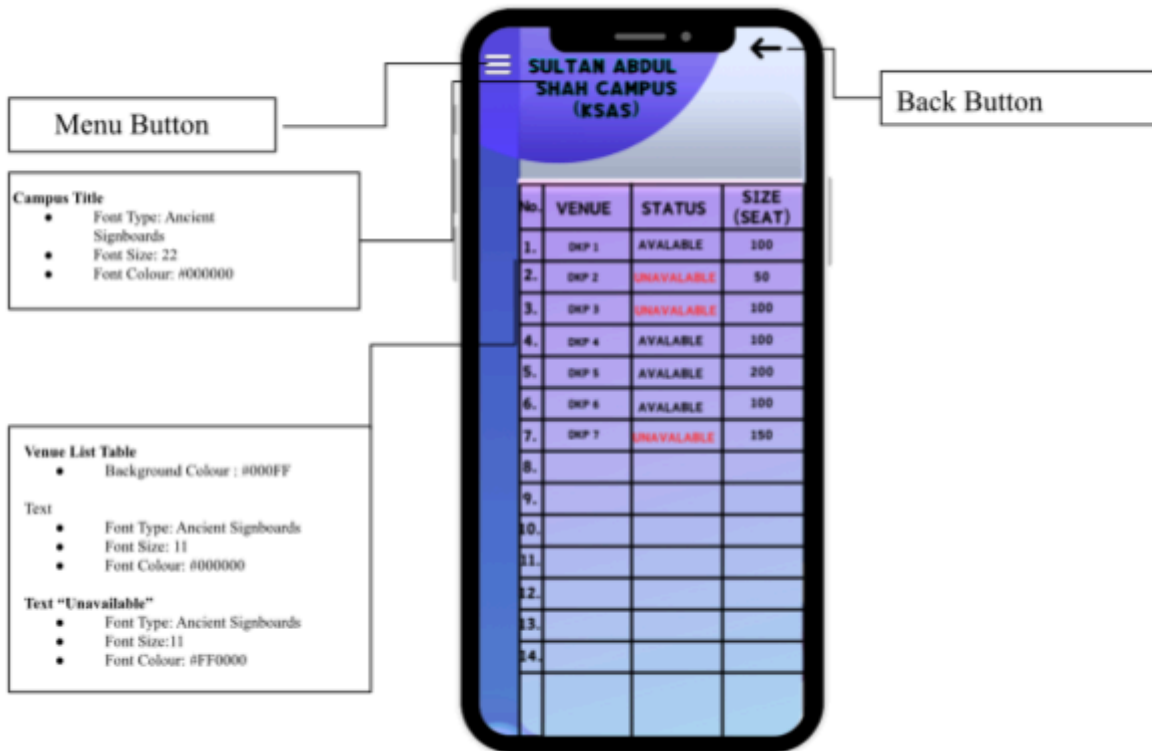 Menu Button
Campus Title
● Font Type: Ancient
Signboards
● Font Size: 22
● Font Colour: #000000
Venue List Table
● Background Colour : #000FF
Text
● Font Type: Ancient Signboards
● Font Size: 11
● Font Colour: #000000
Text “Unavailable”
● Font Type: Ancient Signboards
● Font Size:11
● Font Colour: #FF0000
SULTAN ABDUL
SHAH CAMPUS
(KSAS)
No. VENUE STATUS SIZE
(SEAT)
1. DKP 1 AVALABLE 100
2. DKP 2 UNAVALABLE 50
3. DKP 3 UNAVALABLE 100
4. DKP 4 AVALABLE 100
5. DKP 5 AVALABLE 200
6. DKP 6 AVALABLE 100
7. DKP 7 UNAVALABLE 150
8.
9.
10.
11.
12.
13.
14.
Back Button